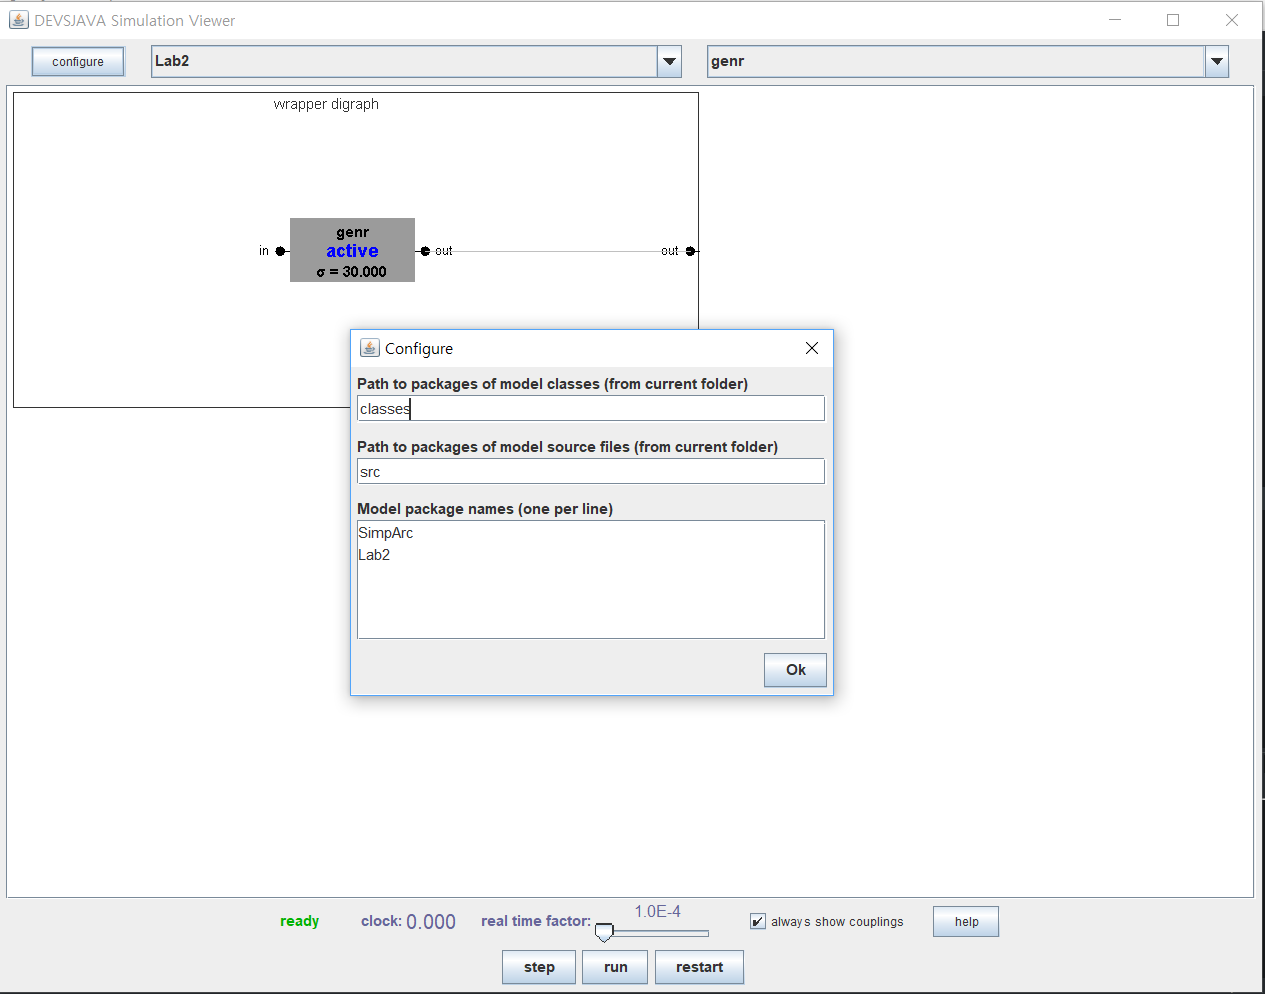 DEVSJAVA Simulation Viewer
configure
Lab2
genr
wrapper digraph
genr
in
active
out
out
σ = 30.000
Configure
Path to packages of model classes (from current folder)
classes
Path to packages of model source files (from current folder)
src
Model package names (one per line)
SimpArc
Lab2
Ok
1.0E-4
ready
clock: 0.000
real time factor:
always show couplings
help
step
run
restart